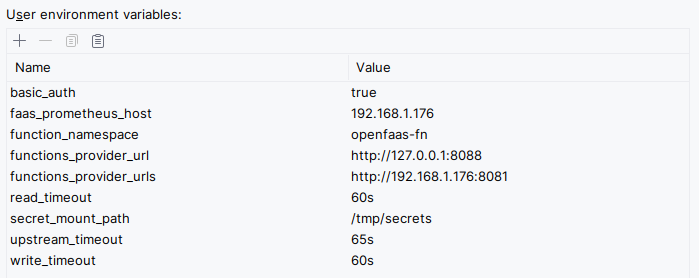 User environment variables:
Name Value
basic_auth true
faas_prometheus_host 192.168.1.176
function_namespace openfaas-fn
functions_provider_url http://127.0.0.1:8088
functions_provider_urls http://192.168.1.176:8081
read_timeout 60s
secret_mount_path /tmp/secrets
upstream_timeout 65s
write_timeout 60s